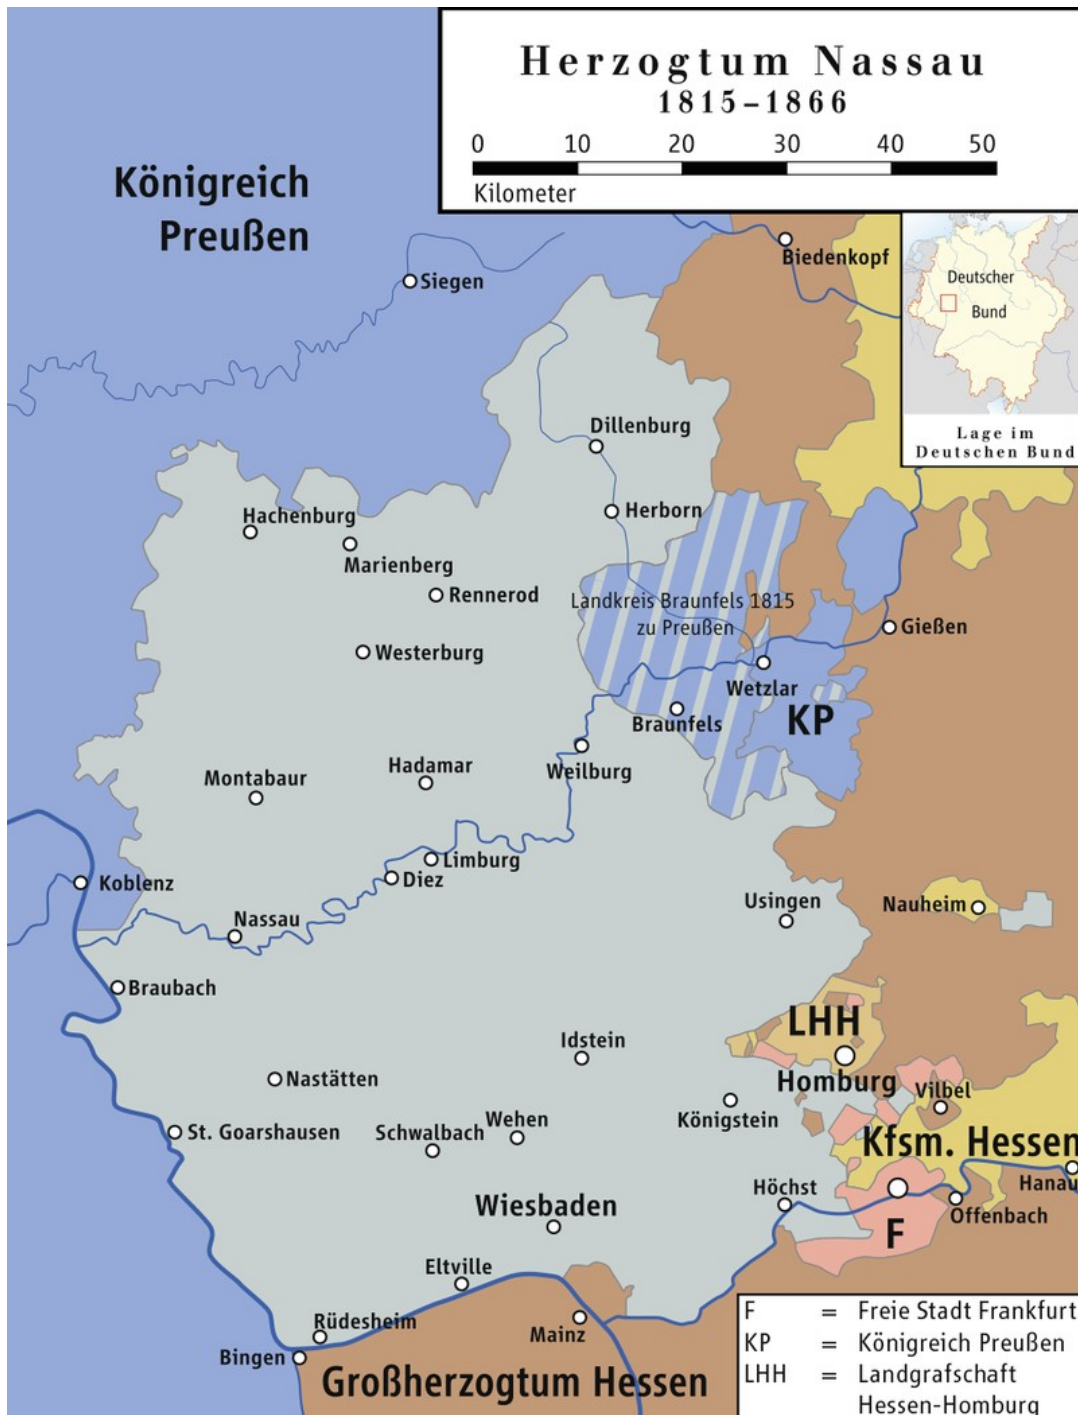 Herzogtum Nassau
1815–1866
0 10 20 30 40 50
Kilometer
Königreich
Preußen
Siegen
Biedenkopf
Deutscher
Bund
Lage im
Deutschen Bund
Dillenburg
Herborn
Hachenburg
Marienberg
Rennerod
Landkreis Braunfels 1815
zu Preußen
Gießen
Westerburg
Wetzlar
Braunfels
KP
Weilburg
Montabaur
Hadamar
Limburg
Diez
Koblenz
Nassau
Usingen
Nauheim
Braubach
LHH
Homburg
Idstein
Nastätten
Königstein
Vilbel
St. Goarshausen
Schwalbach
Wehen
Kfsm. Hessen
Hanau
Höchst
Offenbach
Wiesbaden
F
Eltville
Rüdesheim
Mainz
Bingen
Großherzogtum Hessen
F = Freie Stadt Frankfurt
KP = Königreich Preußen
LHH = Landgrafschaft
Hessen-Homburg